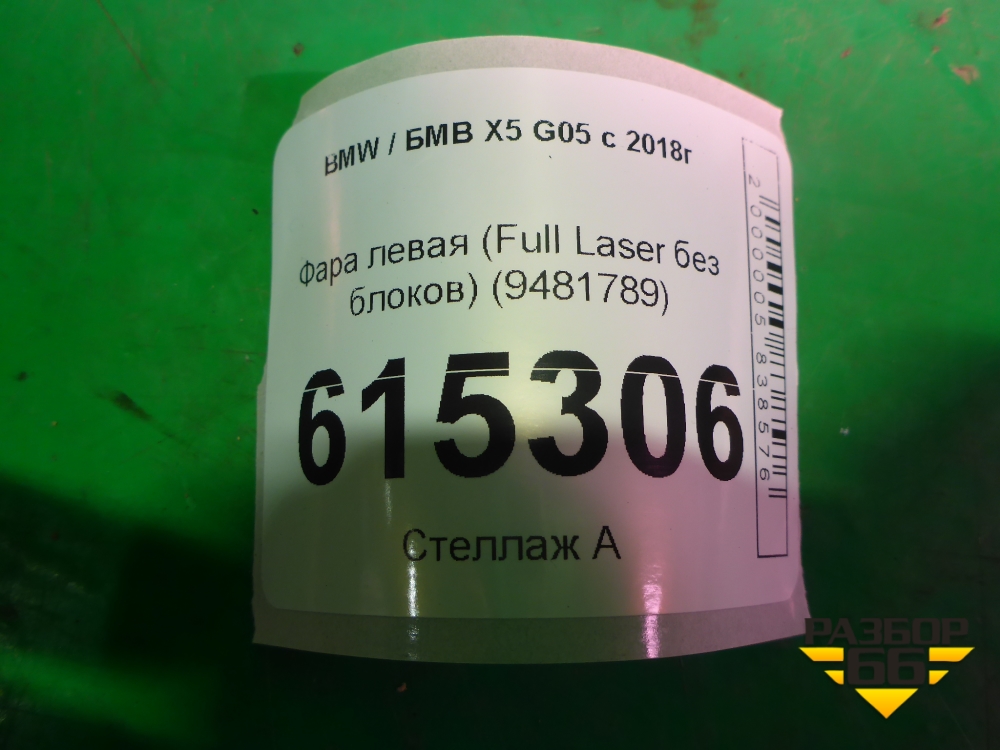 BMW / БМВ X5 G05 с 2018г
Фара левая (Full Laser без
блоков) (9481789)
615306
Стеллаж А
2000005838576
РАЗБОР
66